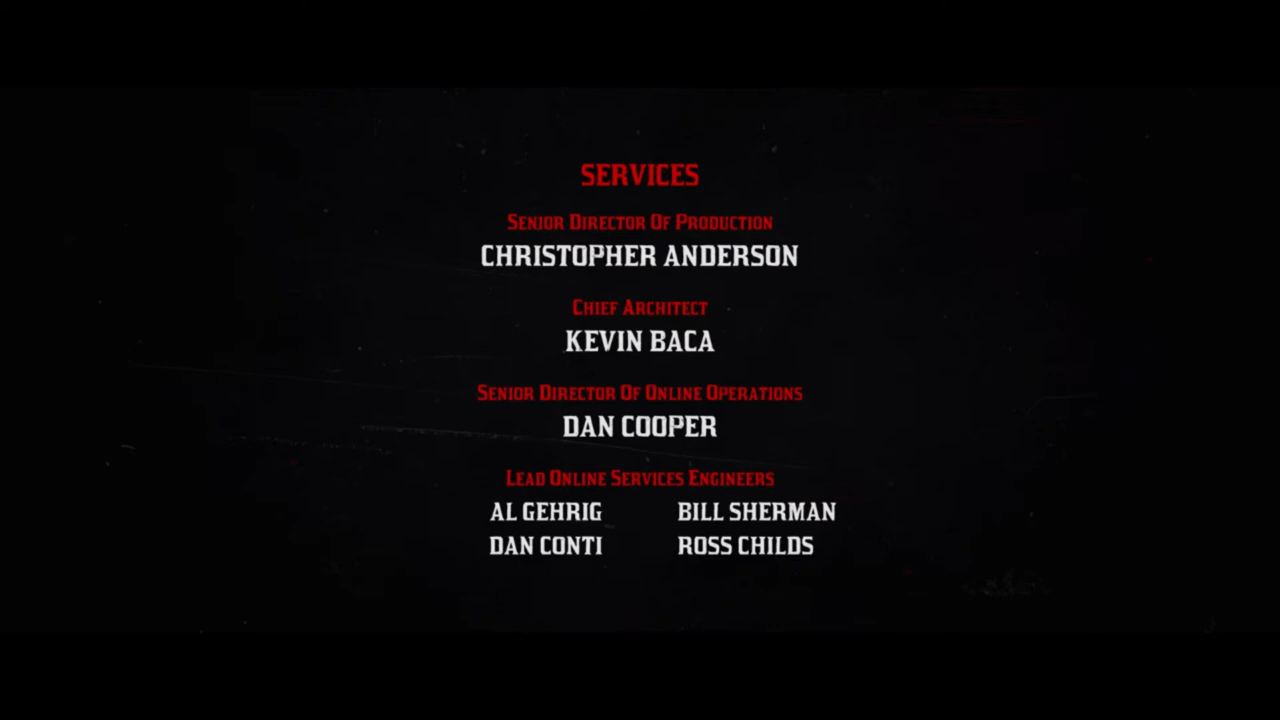 SERVICES
SENIOR DIRECTOR OF PRODUCTION
CHRISTOPHER ANDERSON
CHIEF ARCHITECT
KEVIN BACA
SENIOR DIRECTOR OF ONLINE OPERATIONS
DAN COOPER
LEAD ONLINE SERVICES ENGINEERS
AL GEHRIG BILL SHERMAN
DAN CONTI ROSS CHILDS